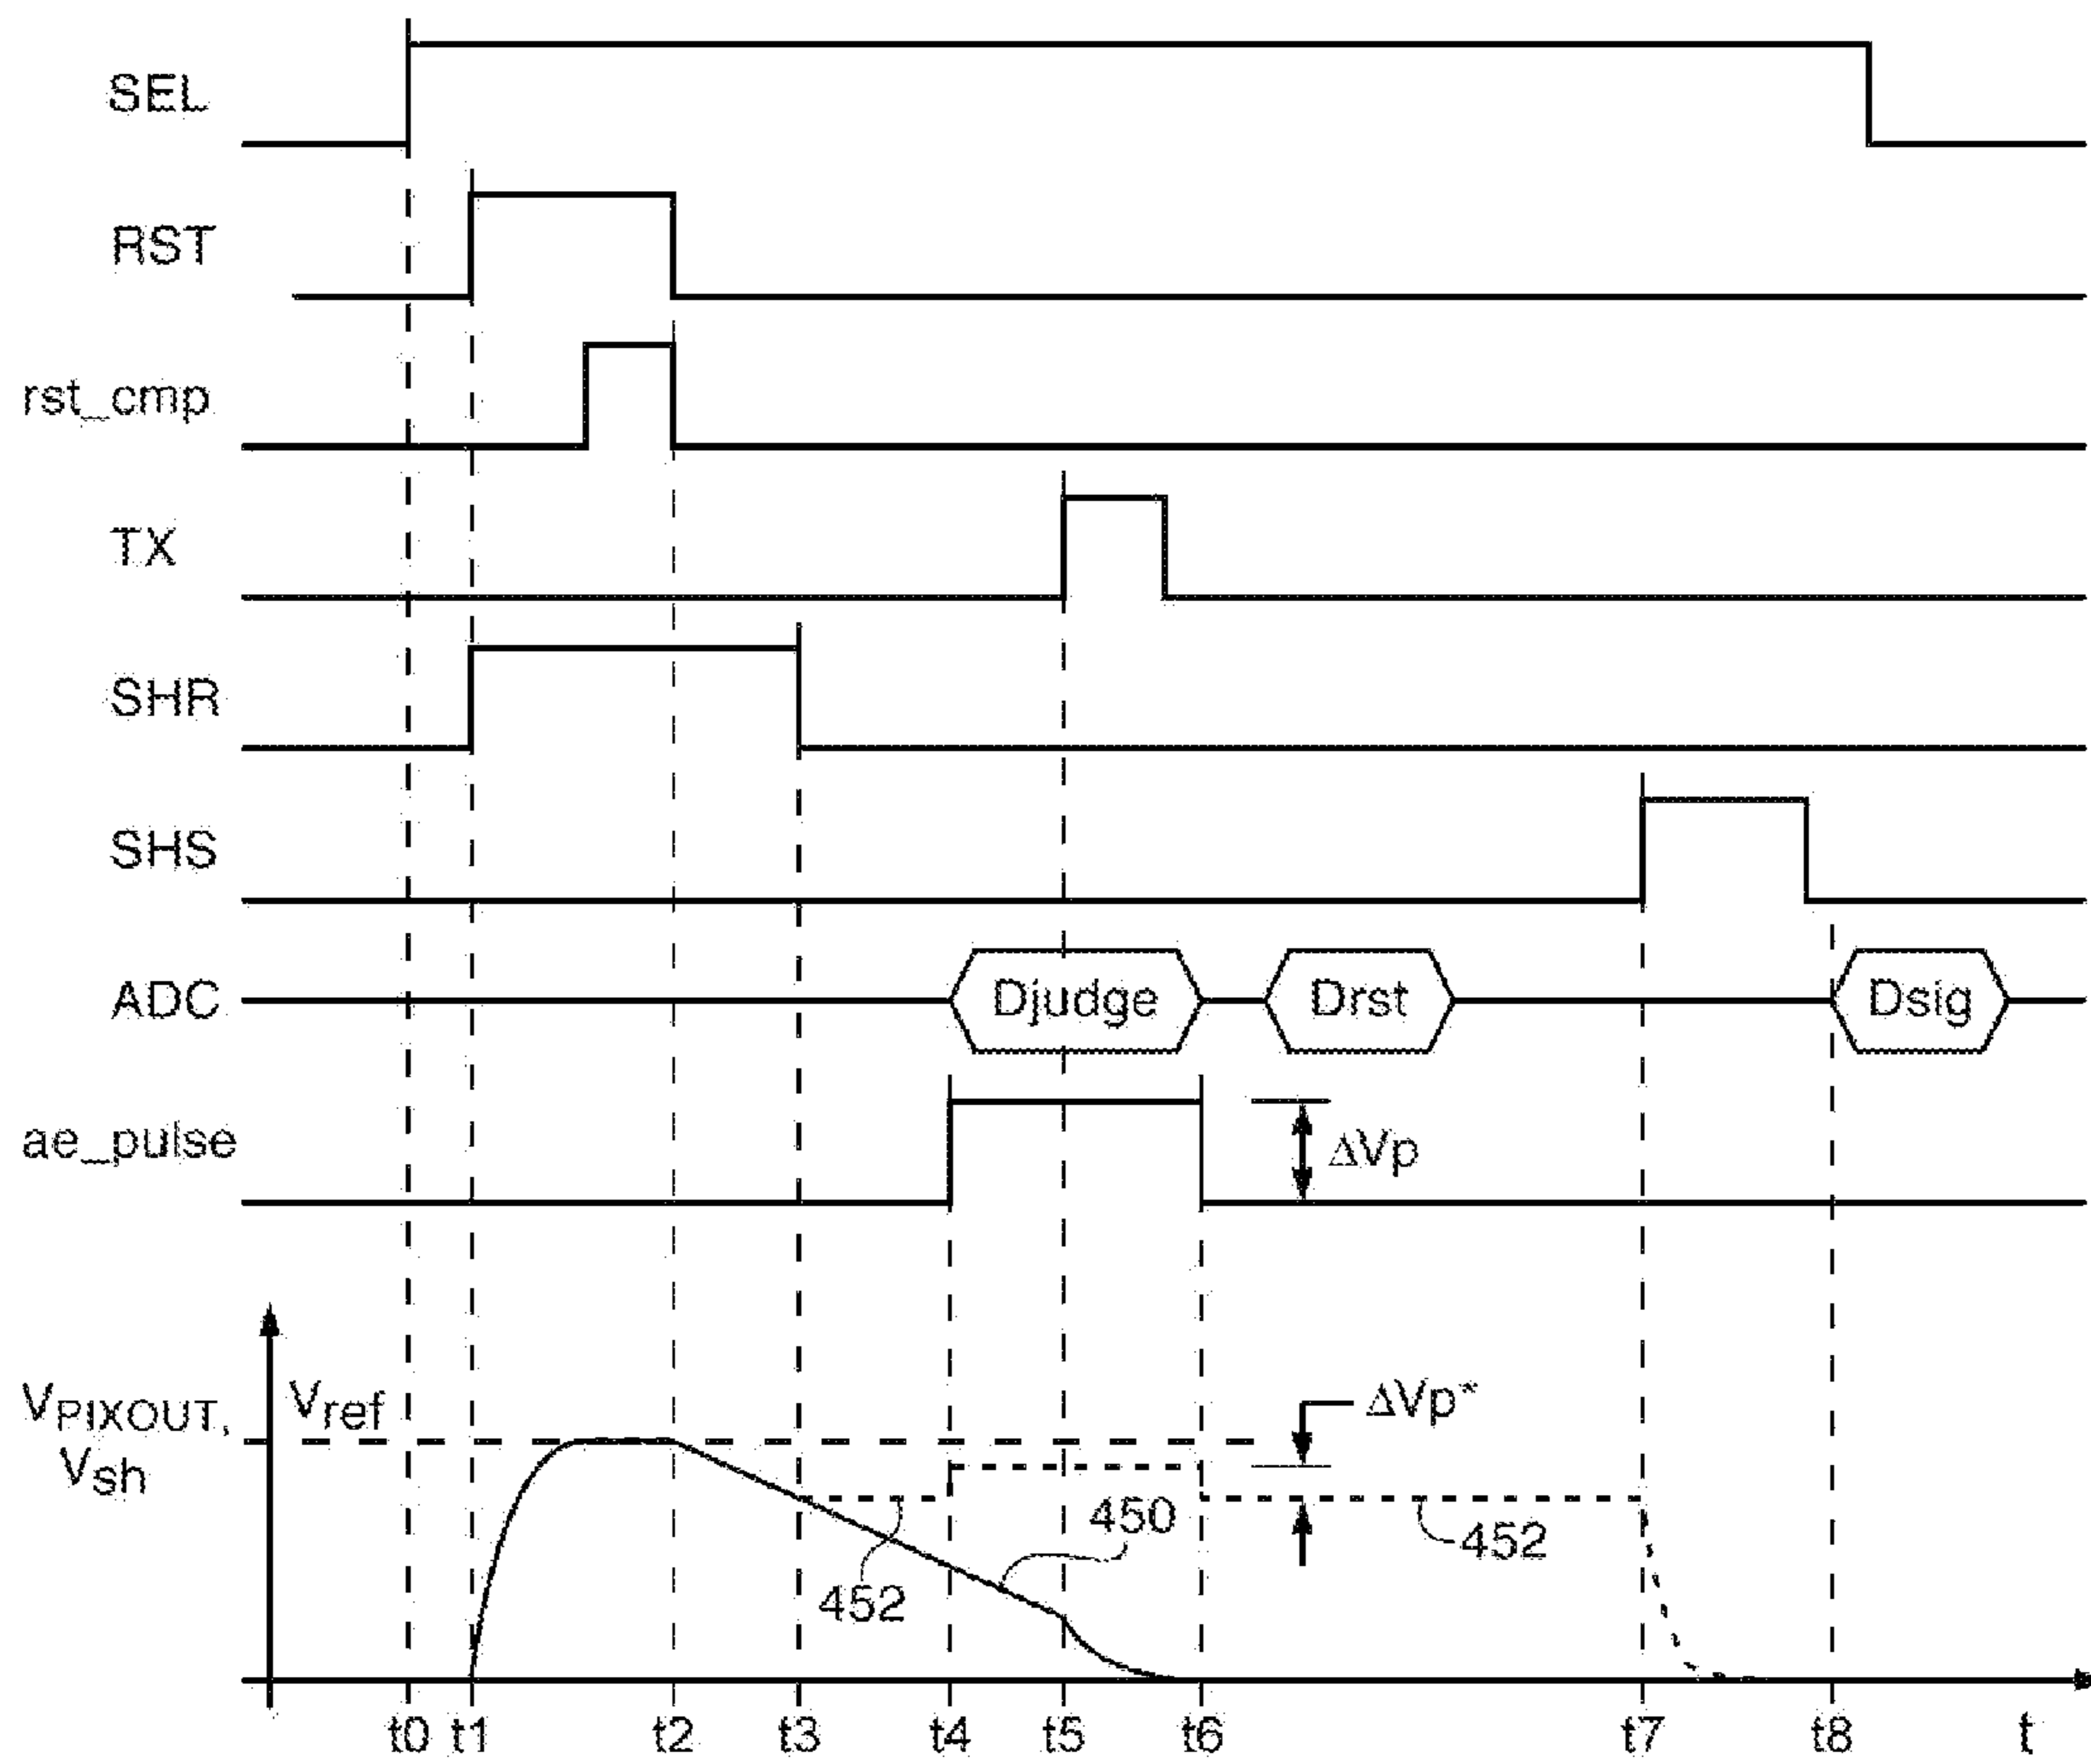 SEL
RST
rst_cmp
TX
SHR
SHS
ADC Djudge Drst Dsig
ae_pulse ΔVp
VPIXOUT, Vref ΔVp*
Vsh
450
452 452
t0 t1 t2 t3 t4 t5 t6 t7 t8 t